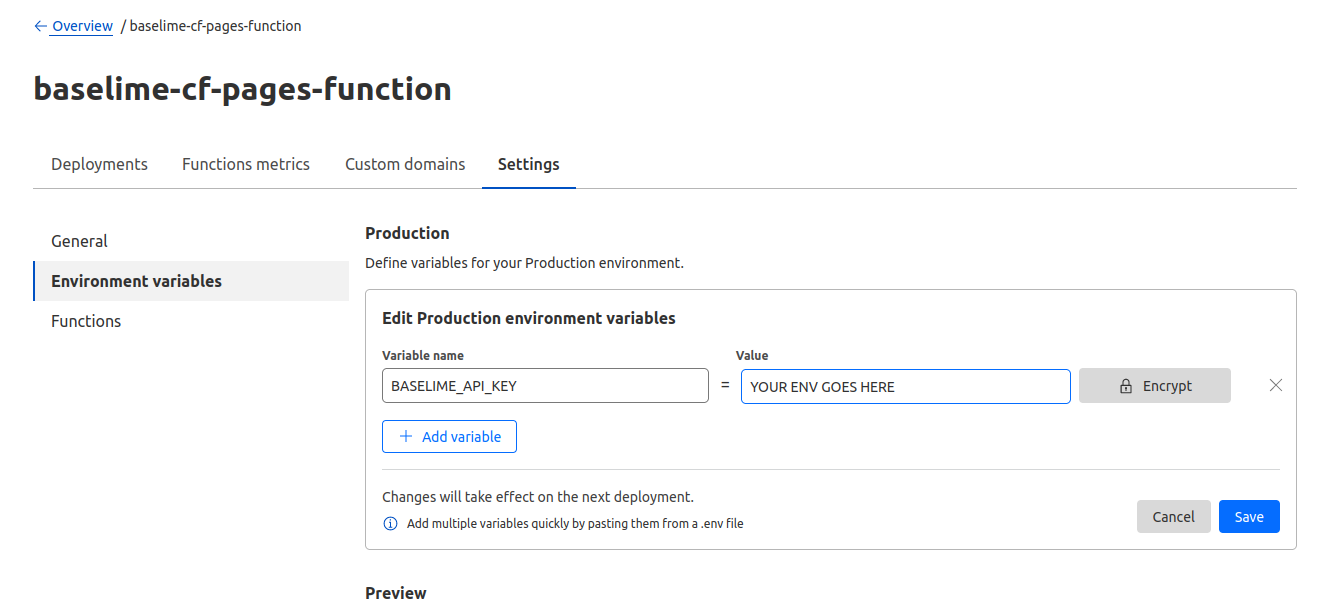 ← Overview / baselime-cf-pages-function
baselime-cf-pages-function
Deployments Functions metrics Custom domains Settings
General
Environment variables
Functions
Production
Define variables for your Production environment.
Edit Production environment variables
Variable name Value
BASELIME_API_KEY = YOUR ENV GOES HERE Encrypt
+ Add variable
Changes will take effect on the next deployment.
Add multiple variables quickly by pasting them from a .env file
Cancel Save
Preview